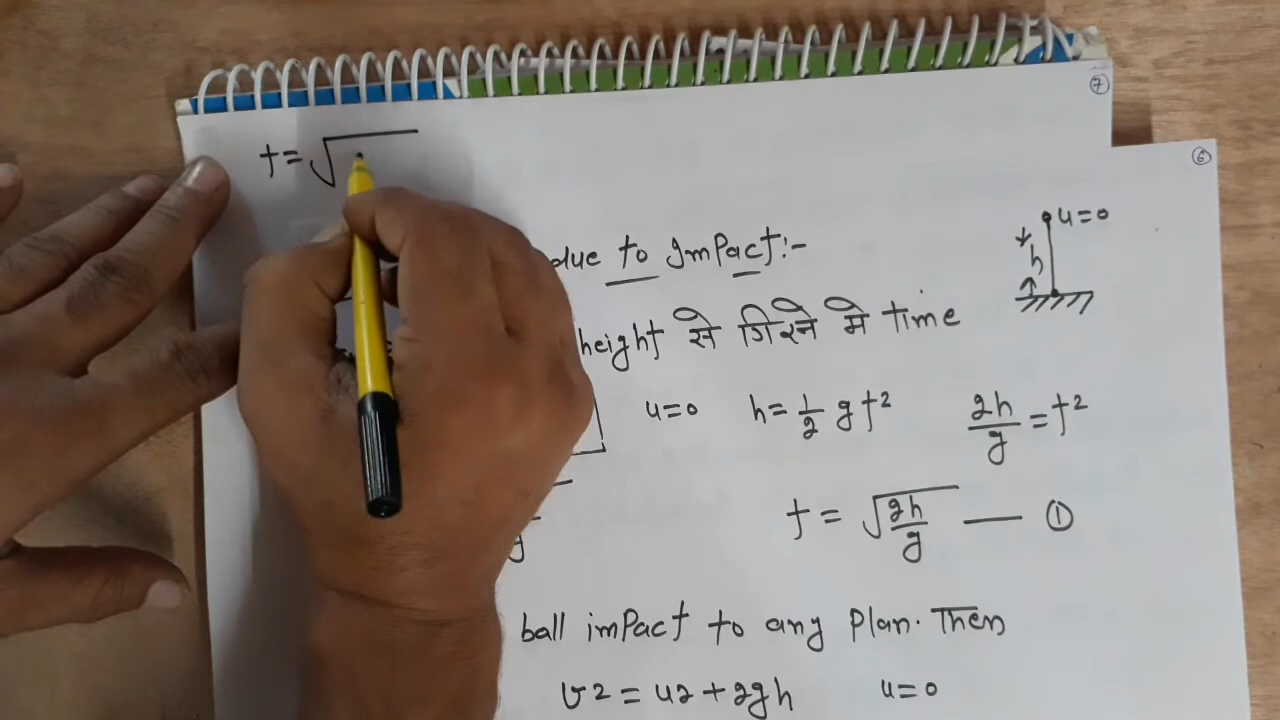 7
t = √
6
u=0
due to Impact:-
h
height से गिरने मे time
u=0 h= 1/2 gt² 2h/g = t²
t = √2h/g — ①
g
ball impact to any plan. Then
v2 = u2 + 2gh u=0